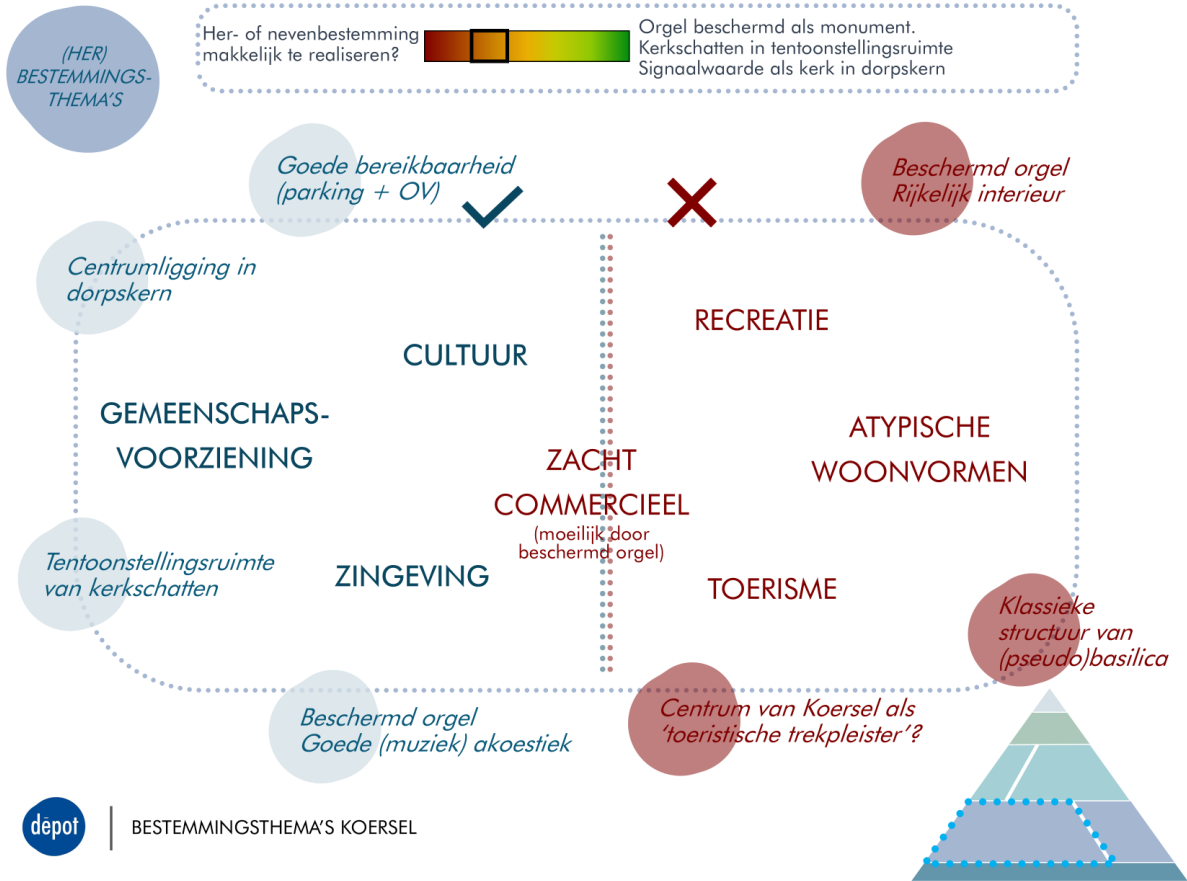 (HER)
BESTEMMINGS-
THEMA'S
Her- of nevenbestemming
makkelijk te realiseren?
Orgel beschermd als monument.
Kerkschatten in tentoonstellingsruimte
Signaalwaarde als kerk in dorpskern
Goede bereikbaarheid
(parking + OV)
Beschermd orgel
Rijkelijk interieur
Centrumligging in
dorpskern
RECREATIE
CULTUUR
GEMEENSCHAPS-
VOORZIENING
ATYPISCHE
WOONVORMEN
ZACHT
COMMERCIEEL
(moeilijk door
beschermd orgel)
Tentoonstellingsruimte
van kerkschatten
ZINGEVING
TOERISME
Klassieke
structuur van
(pseudo)basilica
Beschermd orgel
Goede (muziek) akoestiek
Centrum van Koersel als
‘toeristische trekpleister’?
dēpot
BESTEMMINGSTHEMA'S KOERSEL